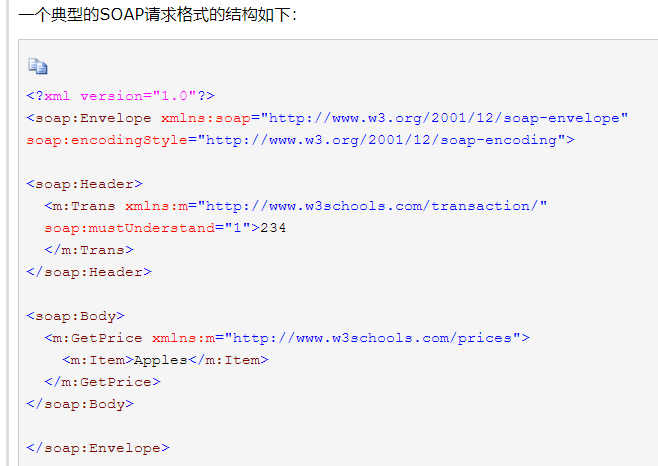 一个典型的SOAP请求格式的结构如下：
<?xml version="1.0"?>
<soap:Envelope xmlns:soap="http://www.w3.org/2001/12/soap-envelope"
soap:encodingStyle="http://www.w3.org/2001/12/soap-encoding">
<soap:Header>
<m:Trans xmlns:m="http://www.w3schools.com/transaction/"
soap:mustUnderstand="1">234
</m:Trans>
</soap:Header>
<soap:Body>
<m:GetPrice xmlns:m="http://www.w3schools.com/prices">
<m:Item>Apples</m:Item>
</m:GetPrice>
</soap:Body>
</soap:Envelope>